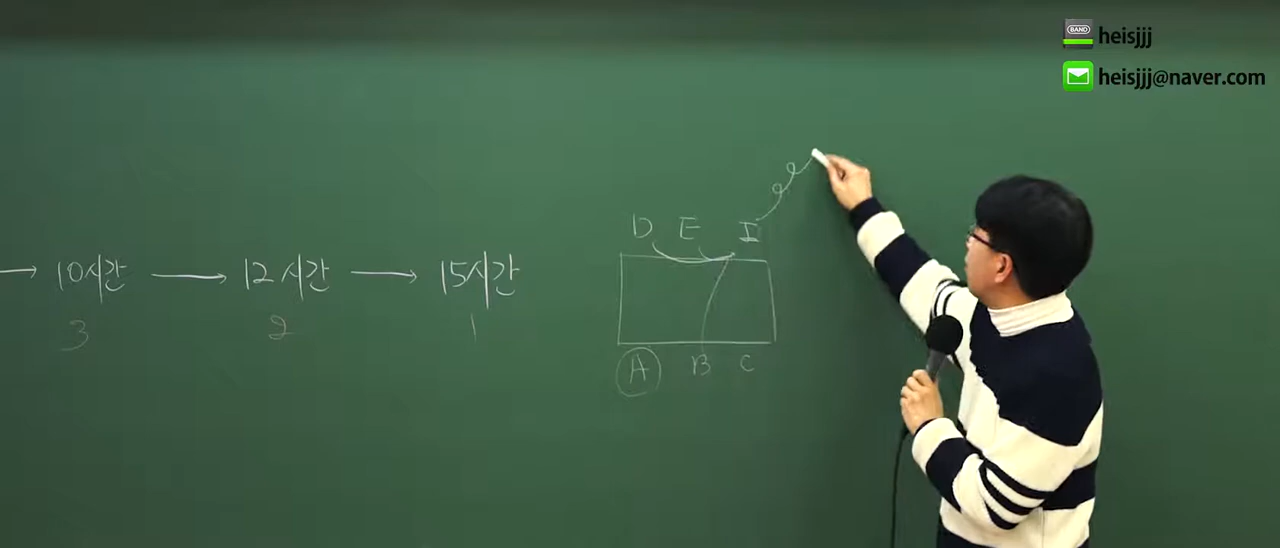 BAND heisjjj
heisjjj@naver.com
D E I
→ 10시간 → 12시간 → 15시간
3 2 1
A B C